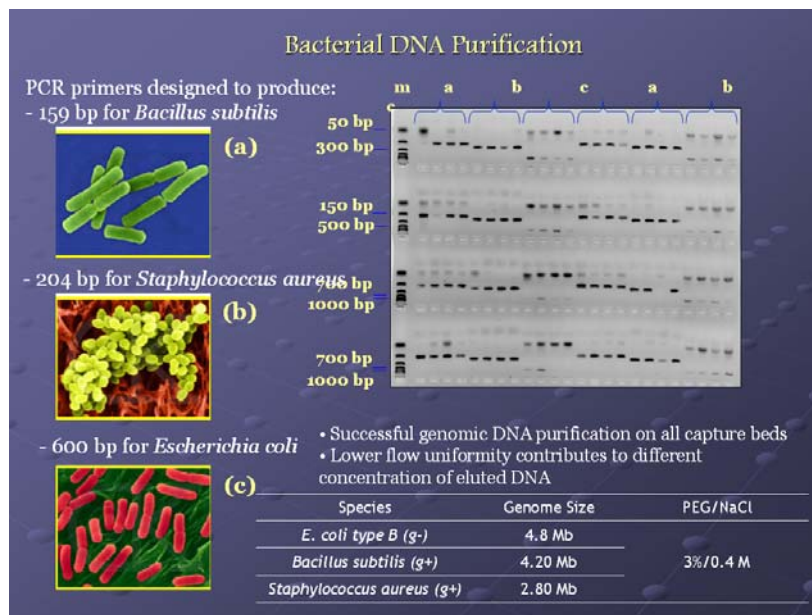 Bacterial DNA Purification
PCR primers designed to produce:
- 159 bp for Bacillus subtilis
(a)
- 204 bp for Staphylococcus aureus
(b)
- 600 bp for Escherichia coli
(c)
m a b c a b
c
50 bp
300 bp
150 bp
500 bp
700 bp
1000 bp
700 bp
1000 bp
• Successful genomic DNA purification on all capture beds
• Lower flow uniformity contributes to different
concentration of eluted DNA
Species Genome Size PEG/NaCl
E. coli type B (g-) 4.8 Mb
Bacillus subtilis (g+) 4.20 Mb 3%/0.4 M
Staphylococcus aureus (g+) 2.80 Mb